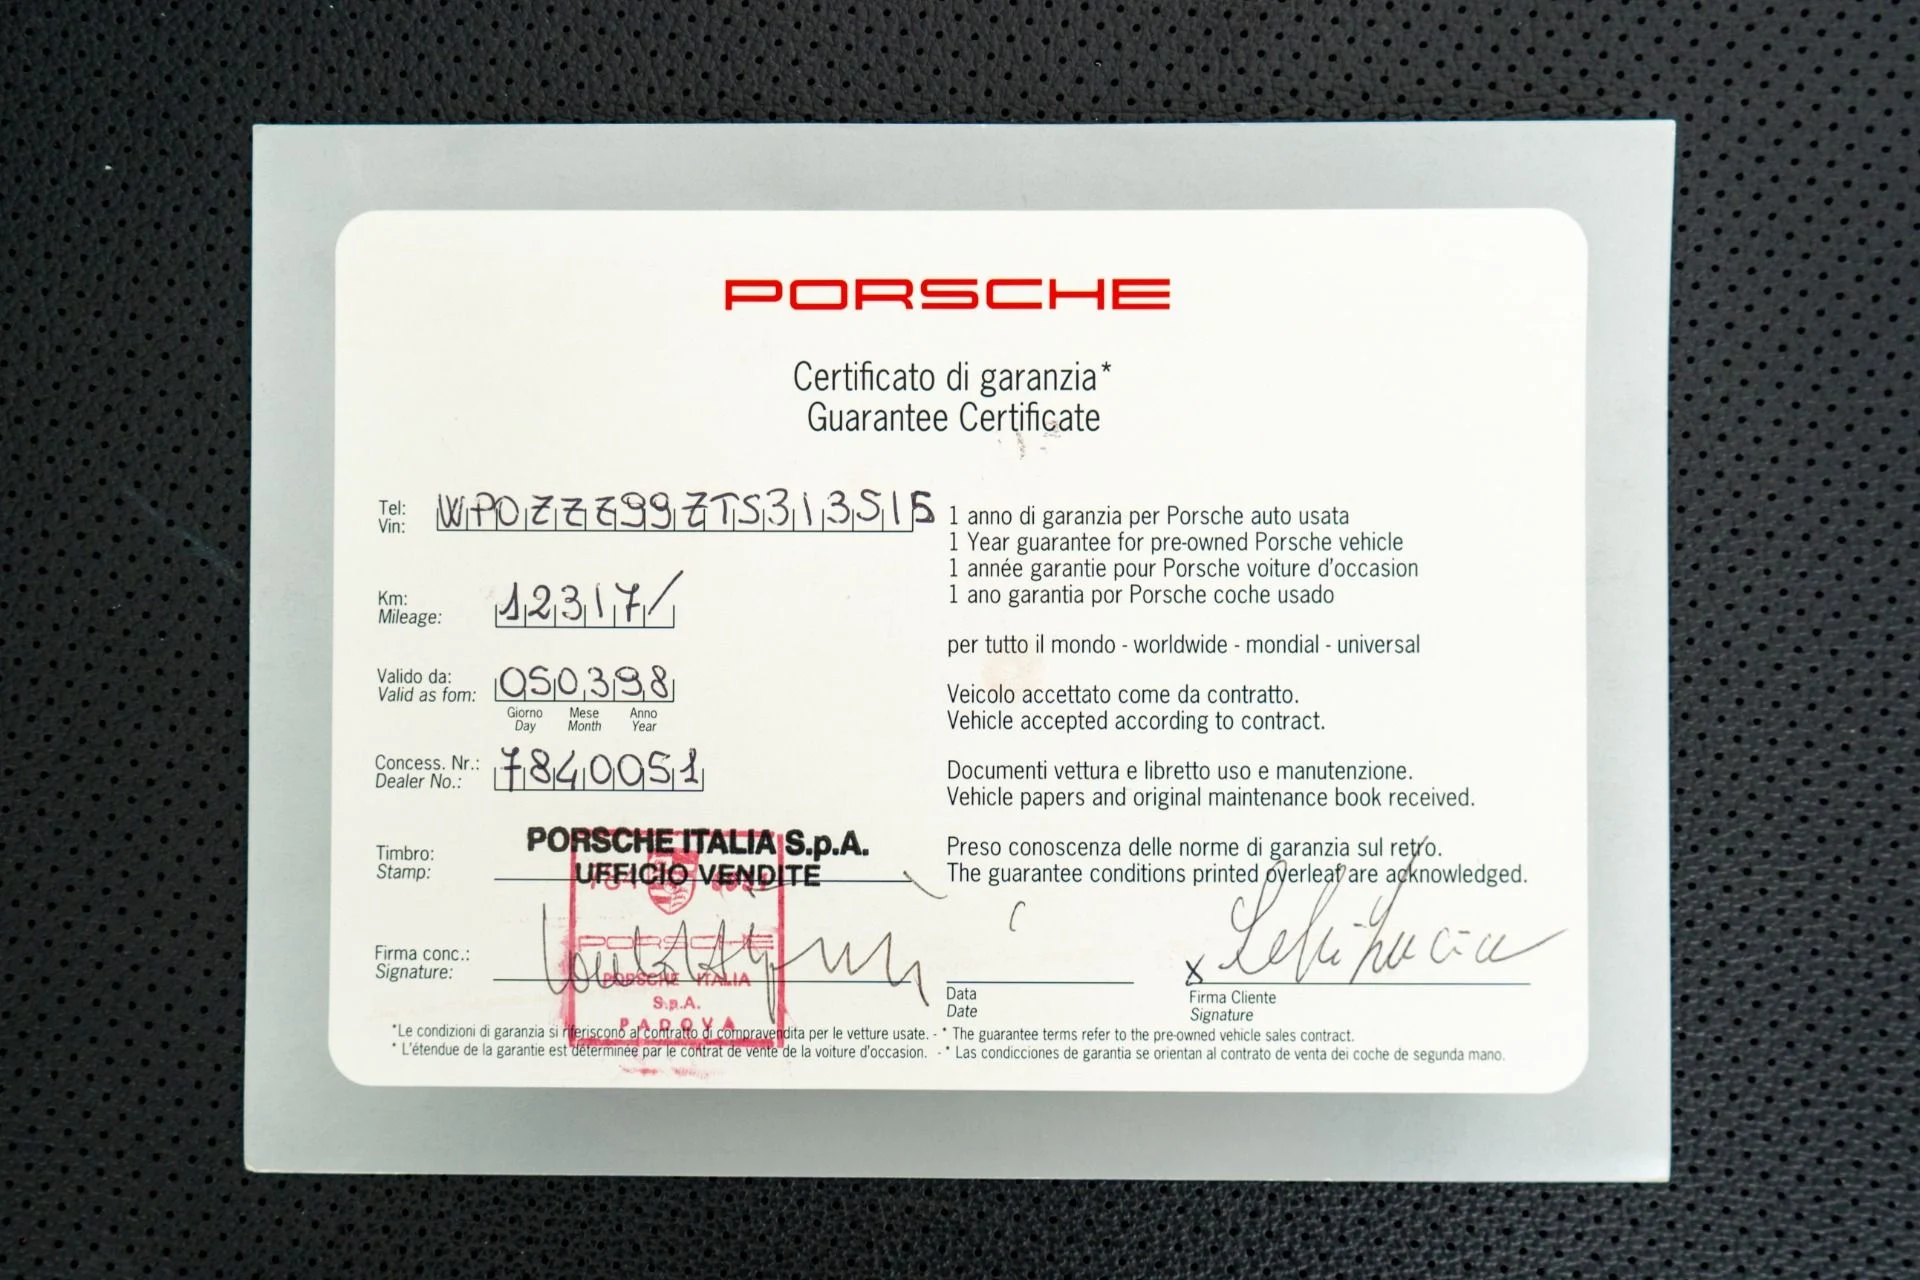 PORSCHE
Certificato di garanzia*
Guarantee Certificate
Tel:
Vin: WP0ZZZ99ZTS313515
Km:
Mileage: 12317/
Valido da:
Valid as fom: 050398
Giorno Mese Anno
Day Month Year
Concess. Nr.:
Dealer No.: 7840051
Timbro:
Stamp:
PORSCHE ITALIA S.p.A.
UFFICIO VENDITE
Firma conc.:
Signature:
PORSCHE
PORSCHE ITALIA
S.p.A.
PADOVA
1 anno di garanzia per Porsche auto usata
1 Year guarantee for pre-owned Porsche vehicle
1 année garantie pour Porsche voiture d'occasion
1 ano garantia por Porsche coche usado
per tutto il mondo - worldwide - mondial - universal
Veicolo accettato come da contratto.
Vehicle accepted according to contract.
Documenti vettura e libretto uso e manutenzione.
Vehicle papers and original maintenance book received.
Preso conoscenza delle norme di garanzia sul retro.
The guarantee conditions printed overleaf are acknowledged.
Data
Date
x
Firma Cliente
Signature
*Le condizioni di garanzia si riferiscono al contratto di compravendita per le vetture usate. - * The guarantee terms refer to the pre-owned vehicle sales contract.
* L'étendue de la garantie est déterminée par le contrat de vente de la voiture d'occasion. - * Las condicciones de garantia se orientan al contrato de venta dei coche de segunda mano.